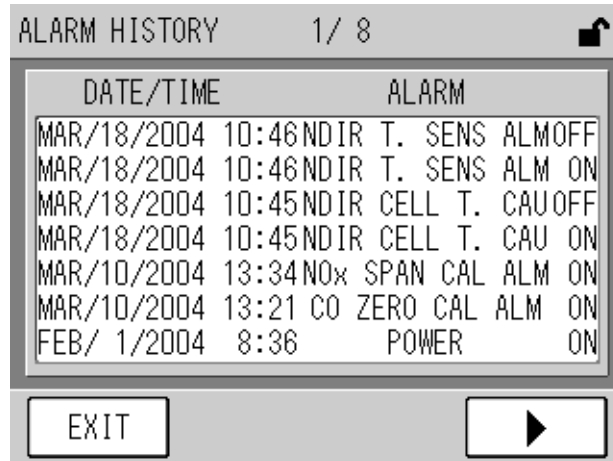 ALARM HISTORY 1/ 8
DATE/TIME ALARM
MAR/18/2004 10:46 NDIR T. SENS ALM OFF
MAR/18/2004 10:46 NDIR T. SENS ALM ON
MAR/18/2004 10:45 NDIR CELL T. CAU OFF
MAR/18/2004 10:45 NDIR CELL T. CAU ON
MAR/10/2004 13:34 NOx SPAN CAL ALM ON
MAR/10/2004 13:21 CO ZERO CAL ALM ON
FEB/ 1/2004 8:36 POWER ON
EXIT